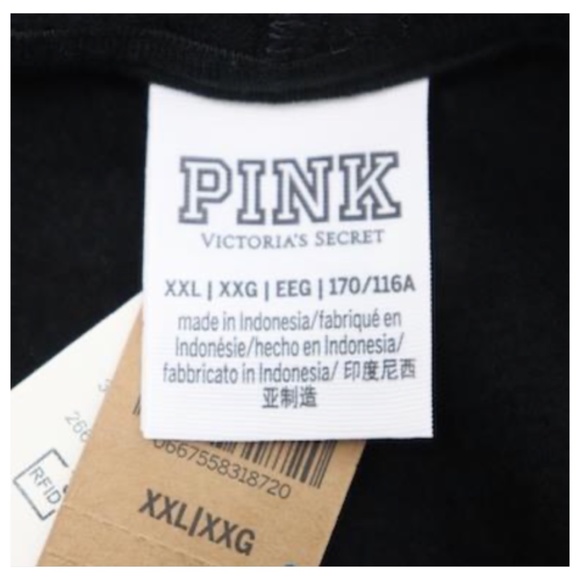 PINK
VICTORIA'S SECRET
XXL | XXG | EEG | 170/116A
made in Indonesia/fabriqué en
Indonésie/hecho en Indonesia/
fabbricato in Indonesia/ 印度尼西
亚制造
0667558318720
XXL|XXG
RFID